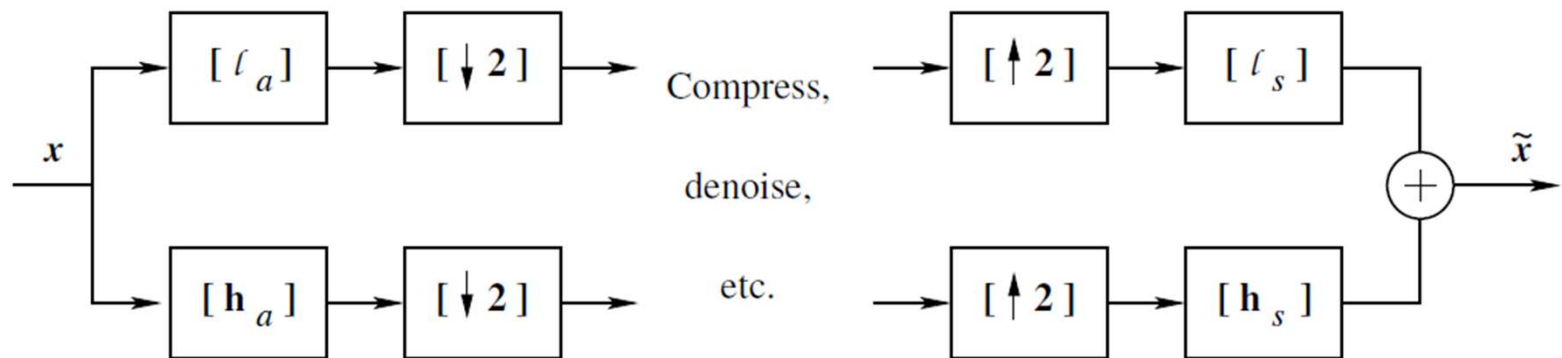 [ ℓ a ] [ ↓ 2 ] [ ↑ 2 ] [ ℓ s ]
Compress,
x x̃
denoise, +
etc.
[ h a ] [ ↓ 2 ] [ ↑ 2 ] [ h s ]